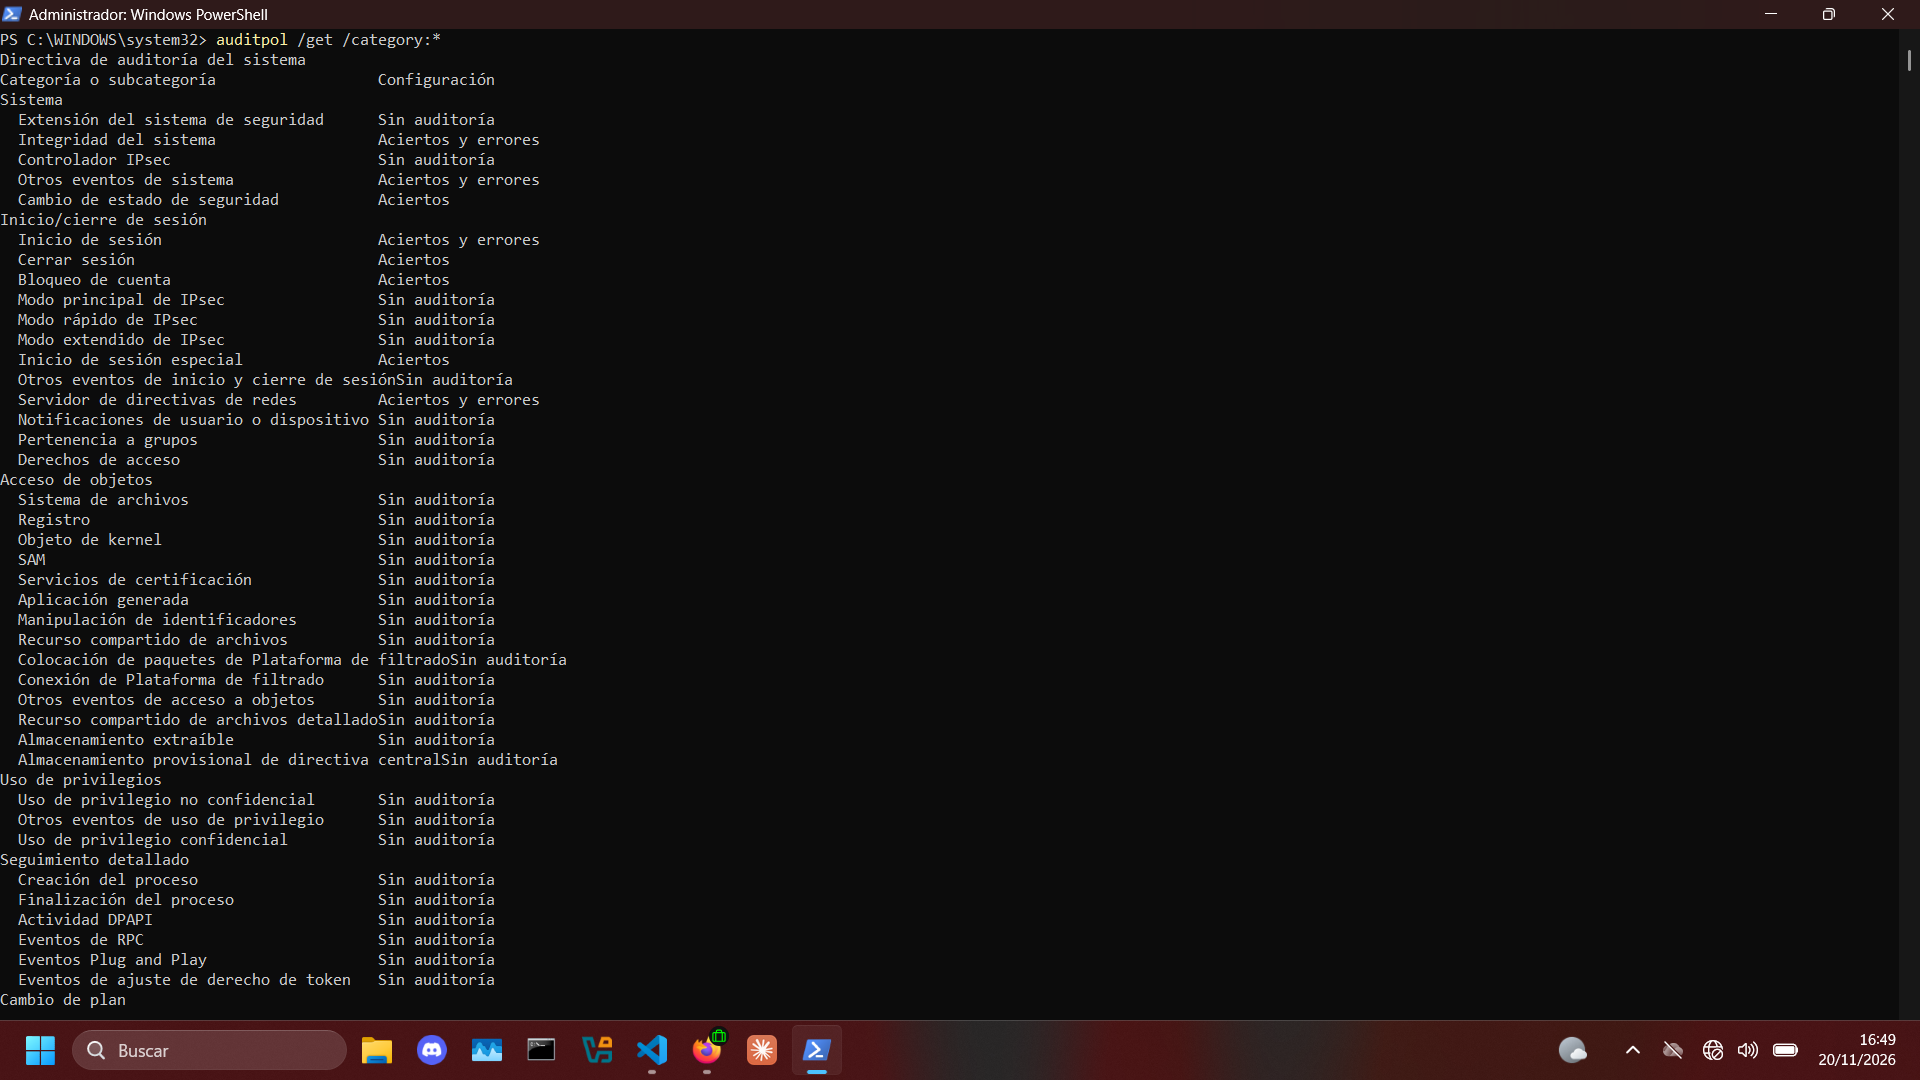 Administrador: Windows PowerShell
PS C:\WINDOWS\system32> auditpol /get /category:*
Directiva de auditoría del sistema
Categoría o subcategoría                  Configuración
Sistema
  Extensión del sistema de seguridad      Sin auditoría
  Integridad del sistema                  Aciertos y errores
  Controlador IPsec                       Sin auditoría
  Otros eventos de sistema                Aciertos y errores
  Cambio de estado de seguridad           Aciertos
Inicio/cierre de sesión
  Inicio de sesión                        Aciertos y errores
  Cerrar sesión                           Aciertos
  Bloqueo de cuenta                       Aciertos
  Modo principal de IPsec                 Sin auditoría
  Modo rápido de IPsec                    Sin auditoría
  Modo extendido de IPsec                 Sin auditoría
  Inicio de sesión especial               Aciertos
  Otros eventos de inicio y cierre de sesiónSin auditoría
  Servidor de directivas de redes         Aciertos y errores
  Notificaciones de usuario o dispositivo Sin auditoría
  Pertenencia a grupos                    Sin auditoría
  Derechos de acceso                      Sin auditoría
Acceso de objetos
  Sistema de archivos                     Sin auditoría
  Registro                                Sin auditoría
  Objeto de kernel                        Sin auditoría
  SAM                                     Sin auditoría
  Servicios de certificación              Sin auditoría
  Aplicación generada                     Sin auditoría
  Manipulación de identificadores         Sin auditoría
  Recurso compartido de archivos          Sin auditoría
  Colocación de paquetes de Plataforma de filtradoSin auditoría
  Conexión de Plataforma de filtrado      Sin auditoría
  Otros eventos de acceso a objetos       Sin auditoría
  Recurso compartido de archivos detalladoSin auditoría
  Almacenamiento extraíble                Sin auditoría
  Almacenamiento provisional de directiva centralSin auditoría
Uso de privilegios
  Uso de privilegio no confidencial       Sin auditoría
  Otros eventos de uso de privilegio      Sin auditoría
  Uso de privilegio confidencial          Sin auditoría
Seguimiento detallado
  Creación del proceso                    Sin auditoría
  Finalización del proceso                Sin auditoría
  Actividad DPAPI                         Sin auditoría
  Eventos de RPC                          Sin auditoría
  Eventos Plug and Play                   Sin auditoría
  Eventos de ajuste de derecho de token   Sin auditoría
Cambio de plan
Buscar
16:49
20/11/2026